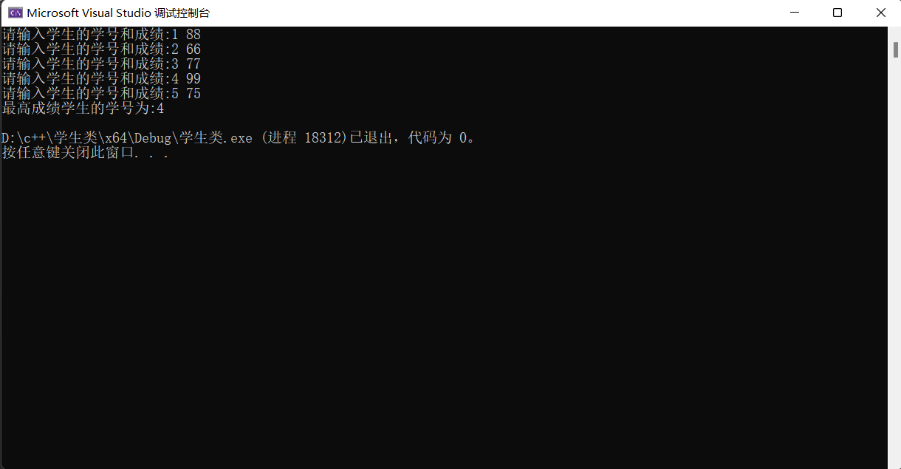 Microsoft Visual Studio 调试控制台
请输入学生的学号和成绩:1 88
请输入学生的学号和成绩:2 66
请输入学生的学号和成绩:3 77
请输入学生的学号和成绩:4 99
请输入学生的学号和成绩:5 75
最高成绩学生的学号为:4
D:\c++\学生类\x64\Debug\学生类.exe (进程 18312)已退出，代码为 0。
按任意键关闭此窗口. . .